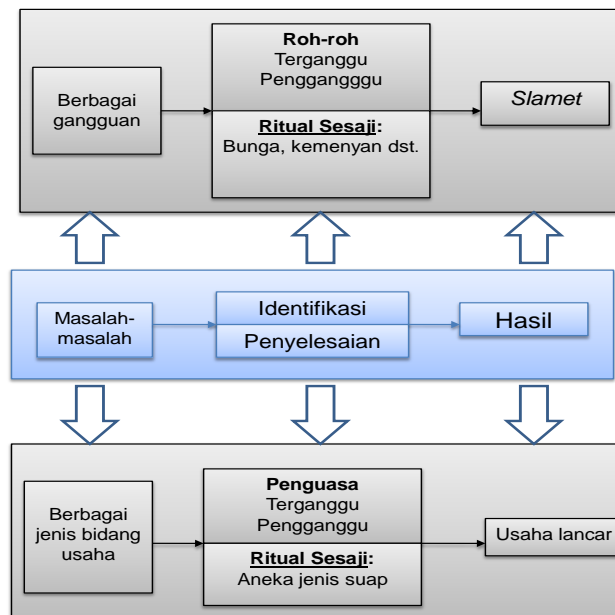 Roh-roh
Terganggu
Penggangggu
Berbagai
gangguan
Ritual Sesaji:
Bunga, kemenyan dst.
Slamet
Masalah-
masalah
Identifikasi
Penyelesaian
Hasil
Berbagai
jenis bidang
usaha
Penguasa
Terganggu
Pengganggu
Ritual Sesaji:
Aneka jenis suap
Usaha lancar